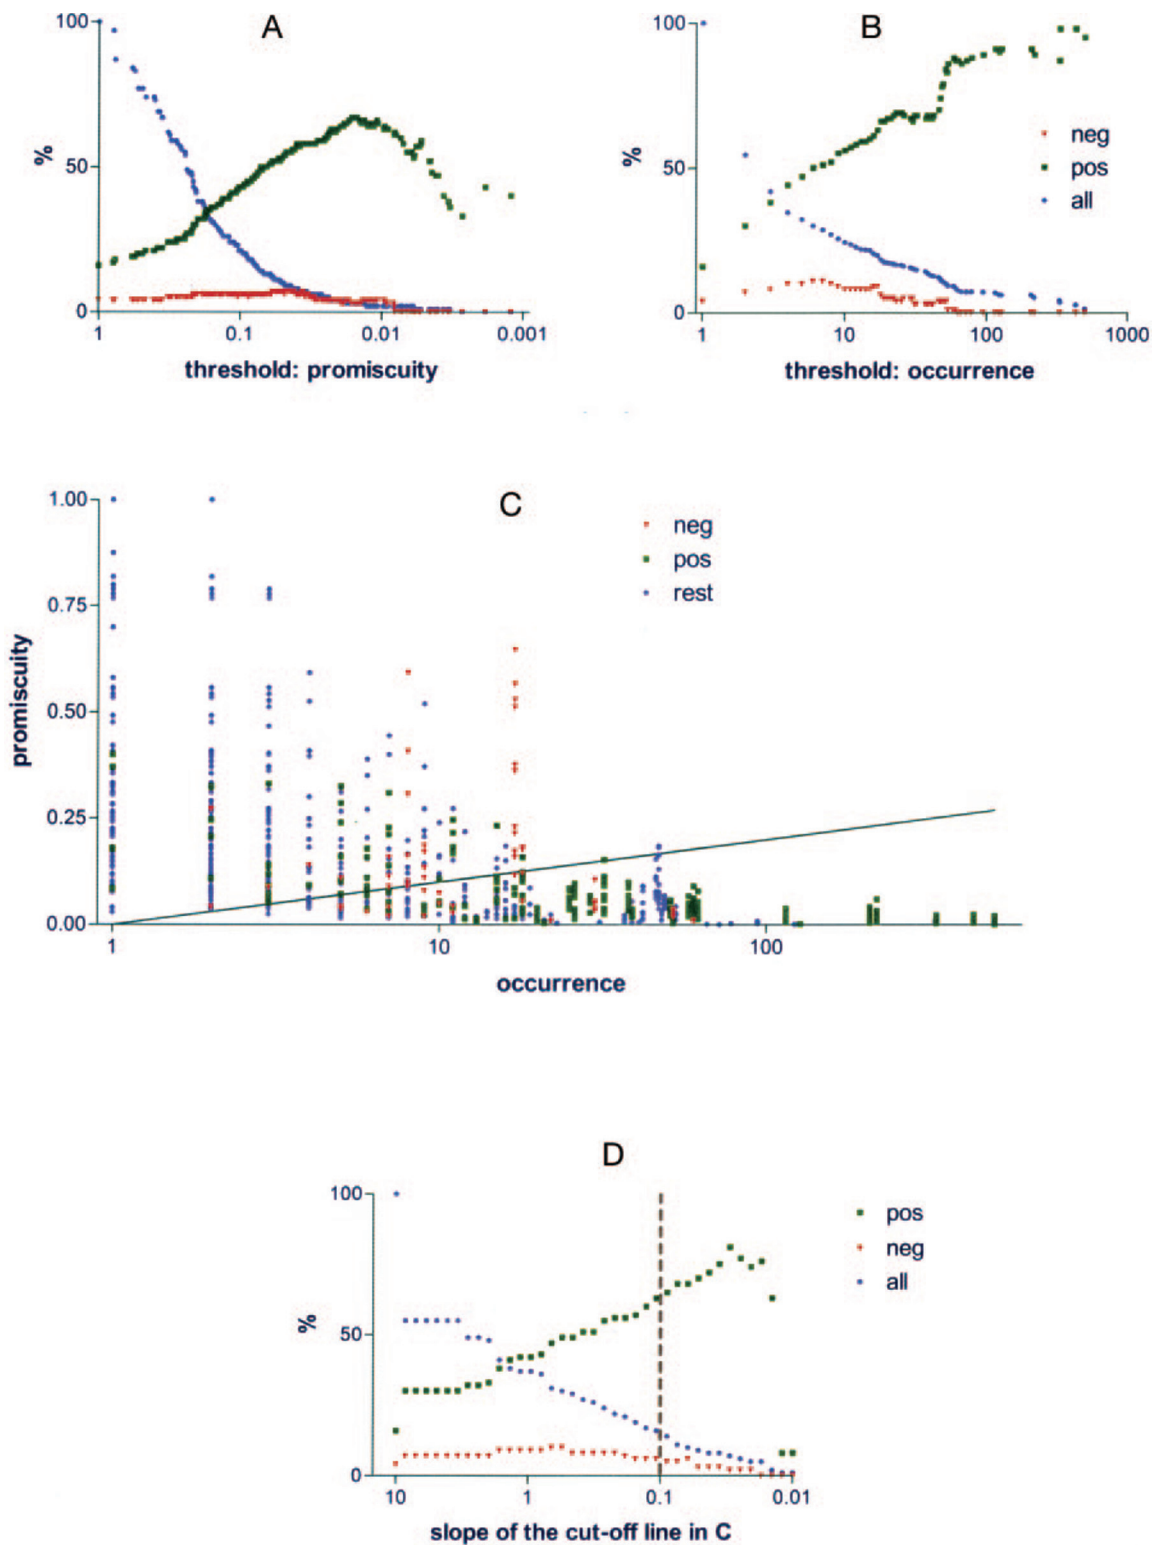 A
100
50
0
%
1 0.1 0.01 0.001
threshold: promiscuity
B
100
50
0
%
neg
pos
all
1 10 100 1000
threshold: occurrence
C
1.00
0.75
0.50
0.25
0.00
promiscuity
neg
pos
rest
1 10 100
occurrence
D
100
50
0
%
pos
neg
all
10 1 0.1 0.01
slope of the cut-off line in C